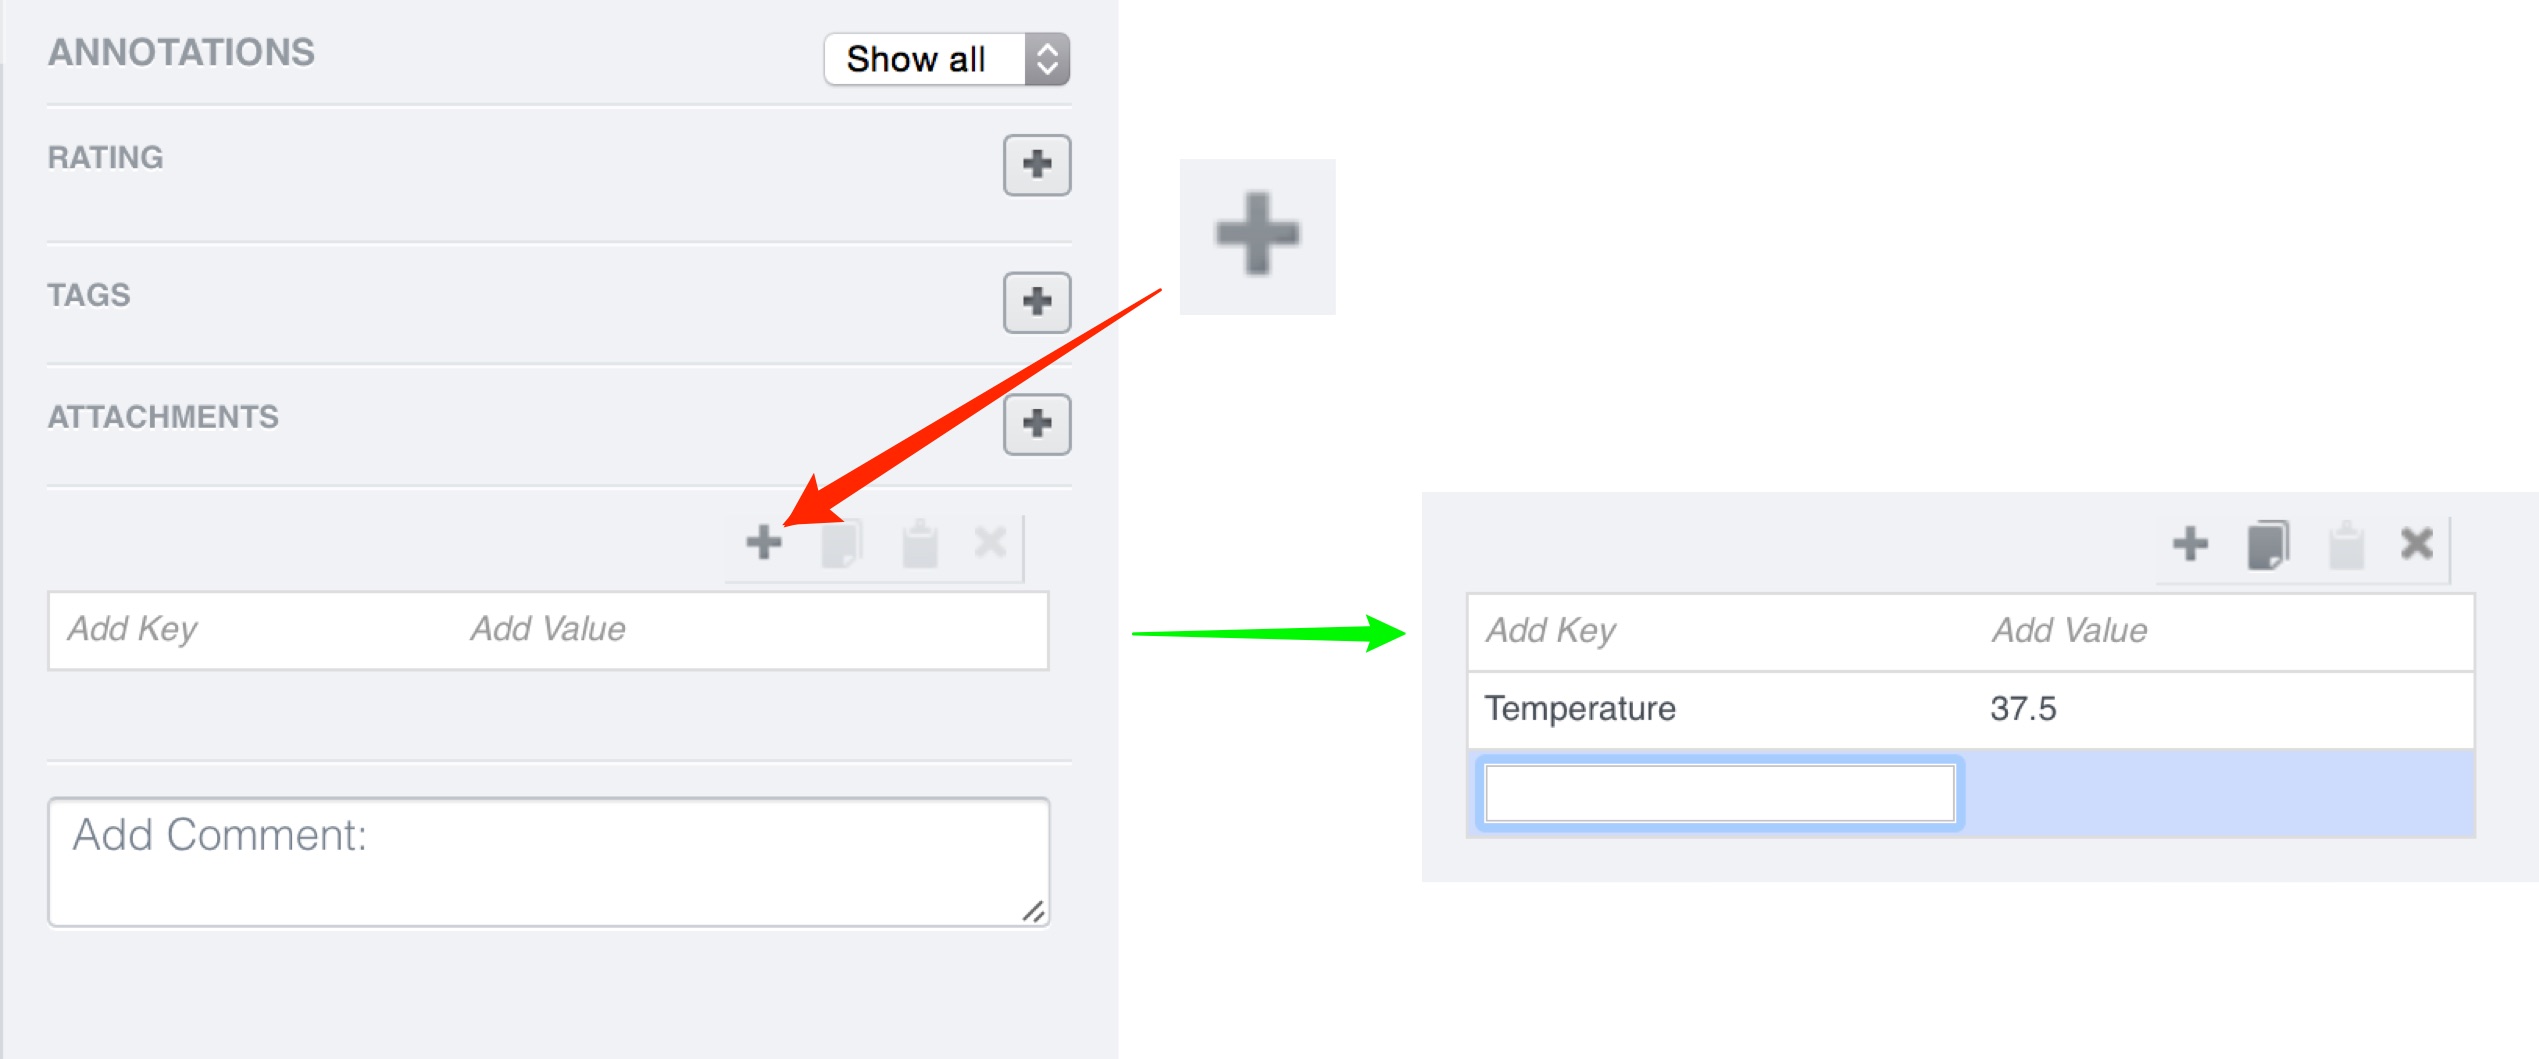 ANNOTATIONS
Show all
RATING
TAGS
ATTACHMENTS
Add Key Add Value
Add Comment:
Add Key Add Value
Temperature 37.5